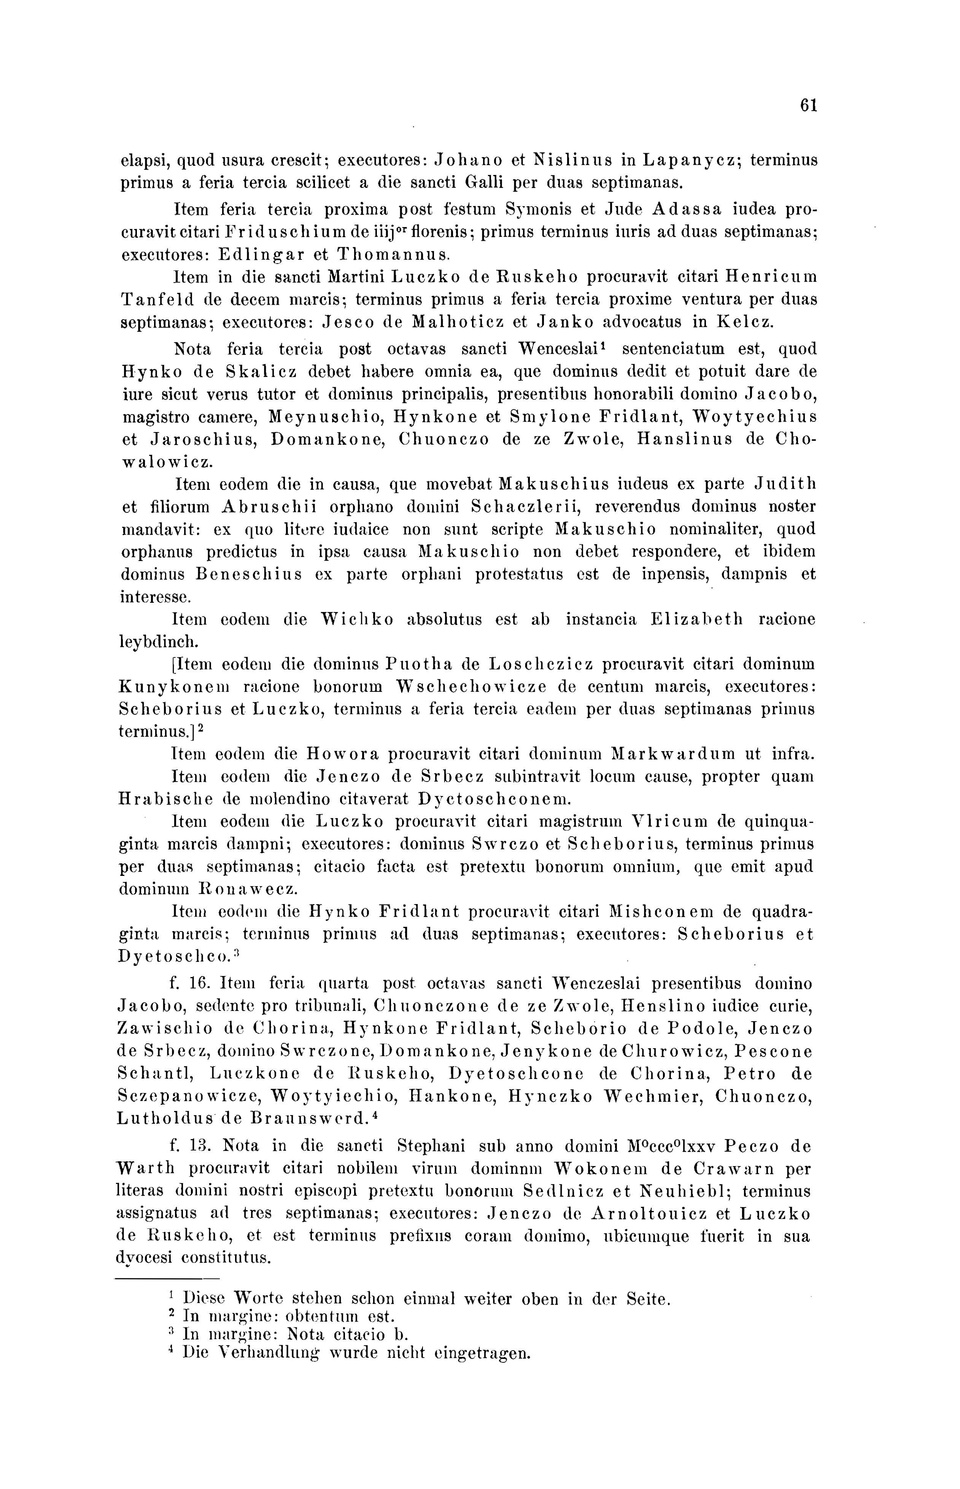 61
elapsi, quod usura crescit; executores: Johano et Nislinus in Lapanycz; terminus
primus a feria tercia scilicet a die sancti Galli per duas septimanas.
Item feria tercia proxima post festum Symonis et Jude Adassa iudea pro-
curavit citari Friduschium de iiijor florenis; primus terminus iuris ad duas septimanas;
executores: Edlingar et Thomannus.
Item in die sancti Martini Luczko de Ruskeho procuravit citari Henricum
Tanfeld de decem marcis; terminus primus a feria tercia proxime ventura per duas
septimanas; executores: Jesco de Malhoticz et Janko advocatus in Kelcz.
Nota feria tercia post octavas sancti Wenceslai¹ sentenciatum est, quod
Hynko de Skalicz debet habere omnia ea, que dominus dedit et potuit dare de
iure sicut verus tutor et dominus principalis, presentibus honorabili domino Jacobo,
magistro camere, Meynuschio, Hynkone et Smylone Fridlant, Woytyechius
et Jaroschius, Domankone, Chuonczo de ze Zwole, Hanslinus de Cho-
walowicz.
Item eodem die in causa, que movebat Makuschius iudeus ex parte Judith
et filiorum Abruschii orphano domini Schaczlerii, reverendus dominus noster
mandavit: ex quo litere iudaice non sunt scripte Makuschio nominaliter, quod
orphanus predictus in ipsa causa Makuschio non debet respondere, et ibidem
dominus Beneschius ex parte orphani protestatus est de inpensis, dampnis et
interesse.
Item eodem die Wichko absolutus est ab instancia Elizabeth racione
leybdinch.
[Item eodem die dominus Puotha de Loschczicz procuravit citari dominum
Kunykonem racione bonorum Wschechowicze de centum marcis, executores:
Scheborius et Luczko, terminus a feria tercia eadem per duas septimanas primus
terminus.]²
Item eodem die Howora procuravit citari dominum Markwardum ut infra.
Item eodem die Jenczo de Srbecz subintravit locum cause, propter quam
Hrabische de molendino citaverat Dyetoschconem.
Item eodem die Luczko procuravit citari magistrum Vlricum de quinqua-
ginta marcis dampni; executores: dominus Swrczo et Scheborius, terminus primus
per duas septimanas; citacio facta est pretextu bonorum omnium, que emit apud
dominum Ronawecz.
Item eodem die Hynko Fridlant procuravit citari Mishconem de quadra-
ginta marcis; terminus primus ad duas septimanas; executores: Scheborius et
Dyetoschco.³
f. 16. Item feria quarta post octavas sancti Wenczeslai presentibus domino
Jacobo, sedente pro tribunali, Chuonczone de ze Zwole, Henslino iudice curie,
Zawischio de Chorina, Hynkone Fridlant, Scheborio de Podole, Jenczo
de Srbecz, domino Swrczone, Domankone, Jenykone de Churowicz, Pescone
Schantl, Luczkone de Ruskeho, Dyetoschcone de Chorina, Petro de
Sczepanowicze, Woytyiechio, Hankone, Hynczko Wechmier, Chuonczo,
Lutholdus de Braunswerd.⁴
f. 13. Nota in die sancti Stephani sub anno domini M⁰ccc⁰lxxv Peczo de
Warth procuravit citari nobilem virum dominnm Wokonem de Crawarn per
literas domini nostri episcopi pretextu bonorum Sedlnicz et Neuhiebl; terminus
assignatus ad tres septimanas; executores: Jenczo de Arnoltouicz et Luczko
de Ruskeho, et est terminus prefixus coram domimo, ubicumque fuerit in sua
dyocesi constitutus.
¹ Diese Worte stehen schon einmal weiter oben in der Seite.
² In margine: obtentum est.
³ In margine: Nota citacio b.
⁴ Die Verhandlung wurde nicht eingetragen.